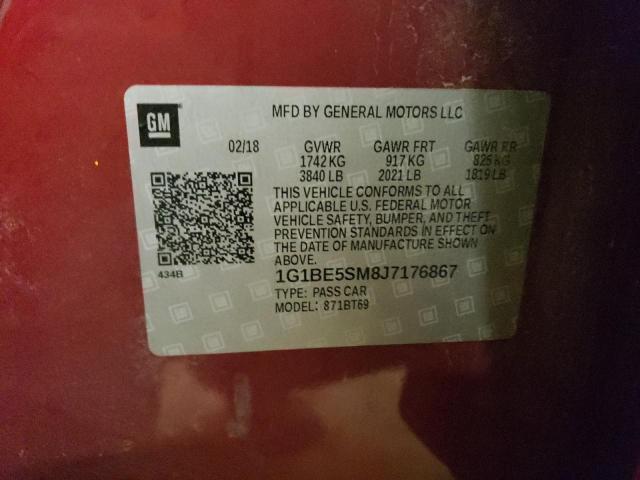 MFD BY GENERAL MOTORS LLC
GM
02/18 GVWR GAWR FRT GAWR RR
1742 KG 917 KG 825 KG
3840 LB 2021 LB 1819 LB
THIS VEHICLE CONFORMS TO ALL
APPLICABLE U.S. FEDERAL MOTOR
VEHICLE SAFETY, BUMPER, AND THEFT
PREVENTION STANDARDS IN EFFECT ON
THE DATE OF MANUFACTURE SHOWN
ABOVE.
434B
1G1BE5SM8J7176867
TYPE: PASS CAR
MODEL: 871BT69